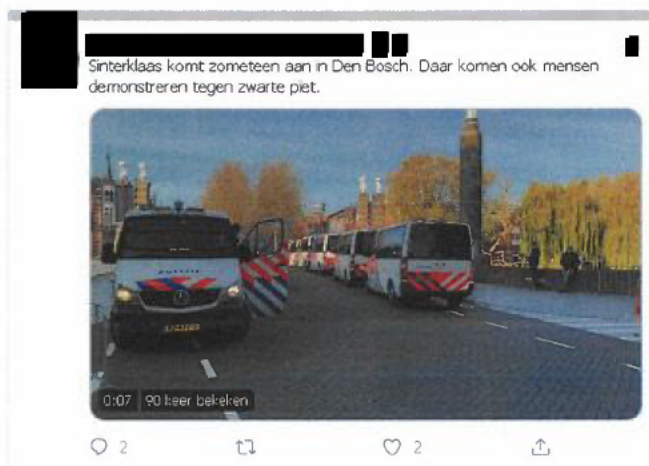 Sinterklaas komt zometeen aan in Den Bosch. Daar komen ook mensen
demonstreren tegen zwarte piet.
0:07 90 keer bekeken
2 2